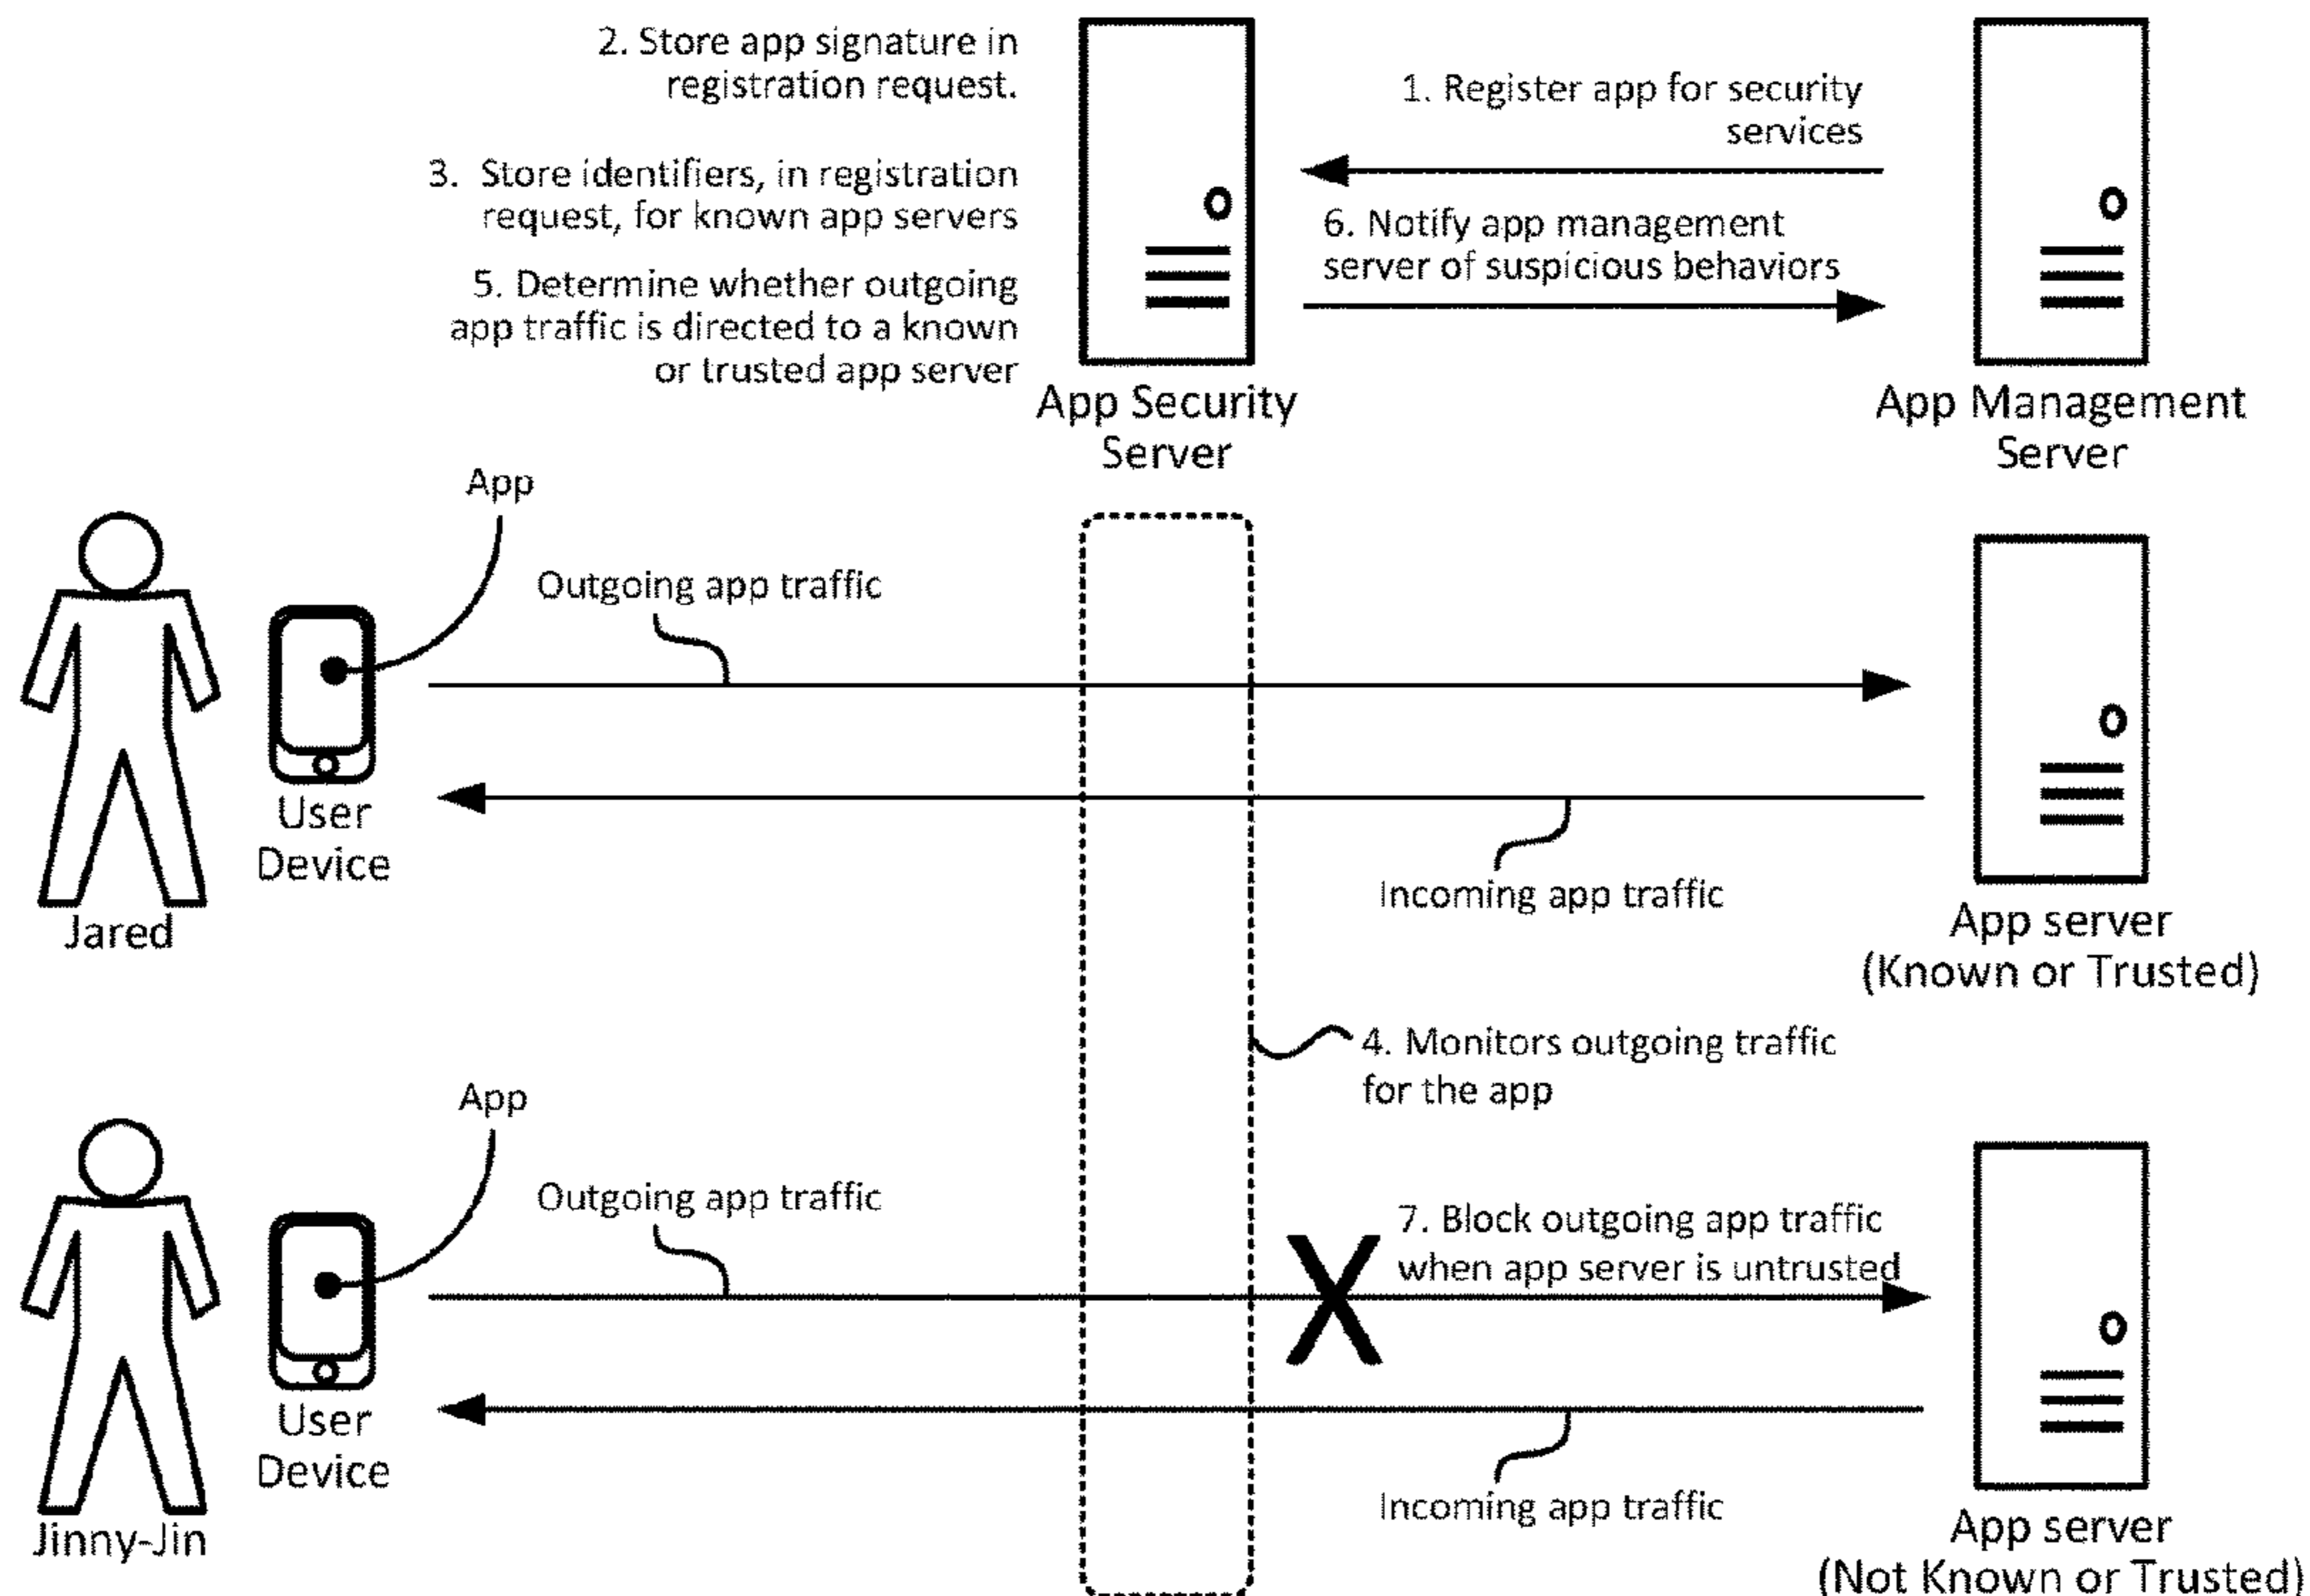 2. Store app signature in
registration request.
3. Store identifiers, in registration
request, for known app servers
5. Determine whether outgoing
app traffic is directed to a known
or trusted app server
1. Register app for security
services
6. Notify app management
server of suspicious behaviors
App Security
Server
App Management
Server
App
Outgoing app traffic
User
Device
Jared
Incoming app traffic
App server
(Known or Trusted)
4. Monitors outgoing traffic
for the app
App
Outgoing app traffic
7. Block outgoing app traffic
when app server is untrusted
X
User
Device
Jinny-Jin
Incoming app traffic
App server
(Not Known or Trusted)